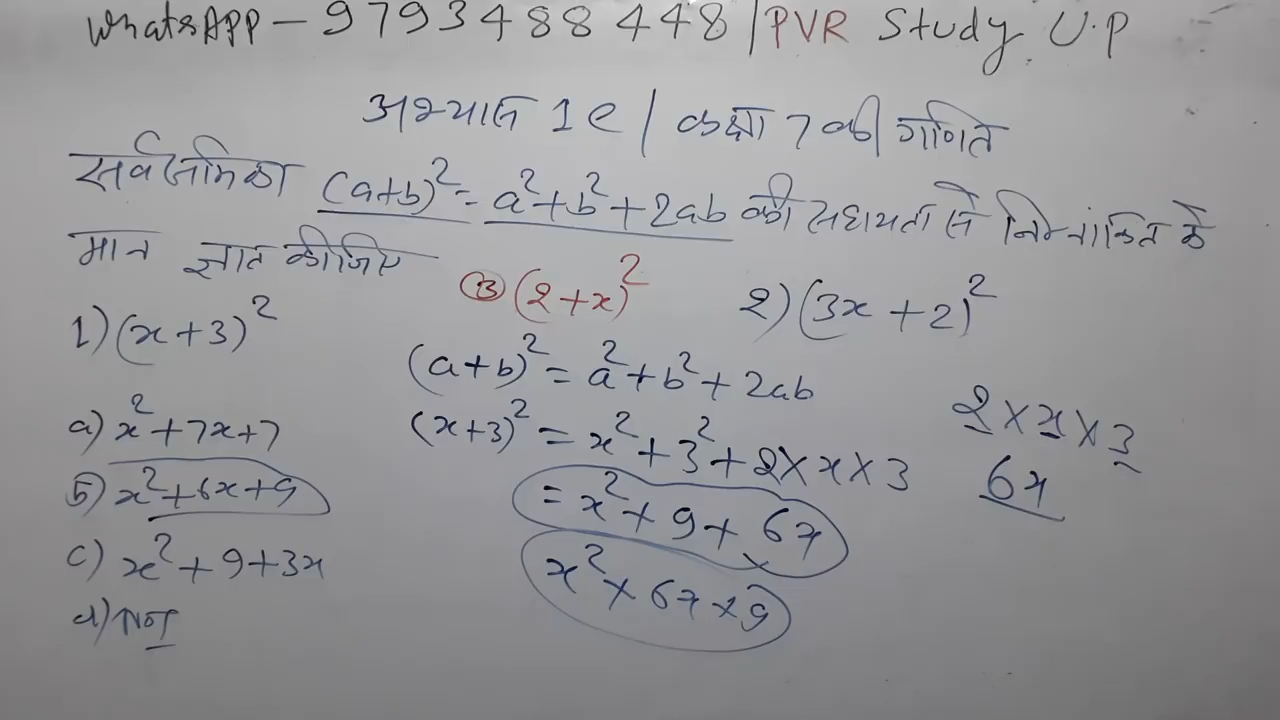 WhatsAPP - 9793488448 / PVR Study U.P
अभ्यास 1e / कक्षा 7 की गणित
सर्वसमिका (a+b)² = a²+b²+2ab की सहायता से निम्नांकित के
मान ज्ञात कीजिए
1) (x+3)²
③ (2+x)²
2) (3x+2)²
a) x²+7x+7
b) x²+6x+9
c) x²+9+3x
d) Not
(a+b)² = a²+b²+2ab
(x+3)² = x²+3²+2×x×3
= x²+9+6x
x²×6x×9
2×x×3
6x